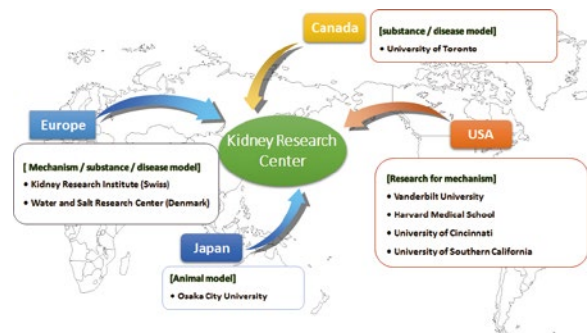 Canada
[substance / disease model]
• University of Toronto
Europe
[ Mechanism / substance / disease model]
• Kidney Research Institute (Swiss)
• Water and Salt Research Center (Denmark)
Kidney Research
Center
USA
[Research for mechanism]
• Vanderbilt University
• Harvard Medical School
• University of Cincinnati
• University of Southern California
Japan
[Animal model]
• Osaka City University